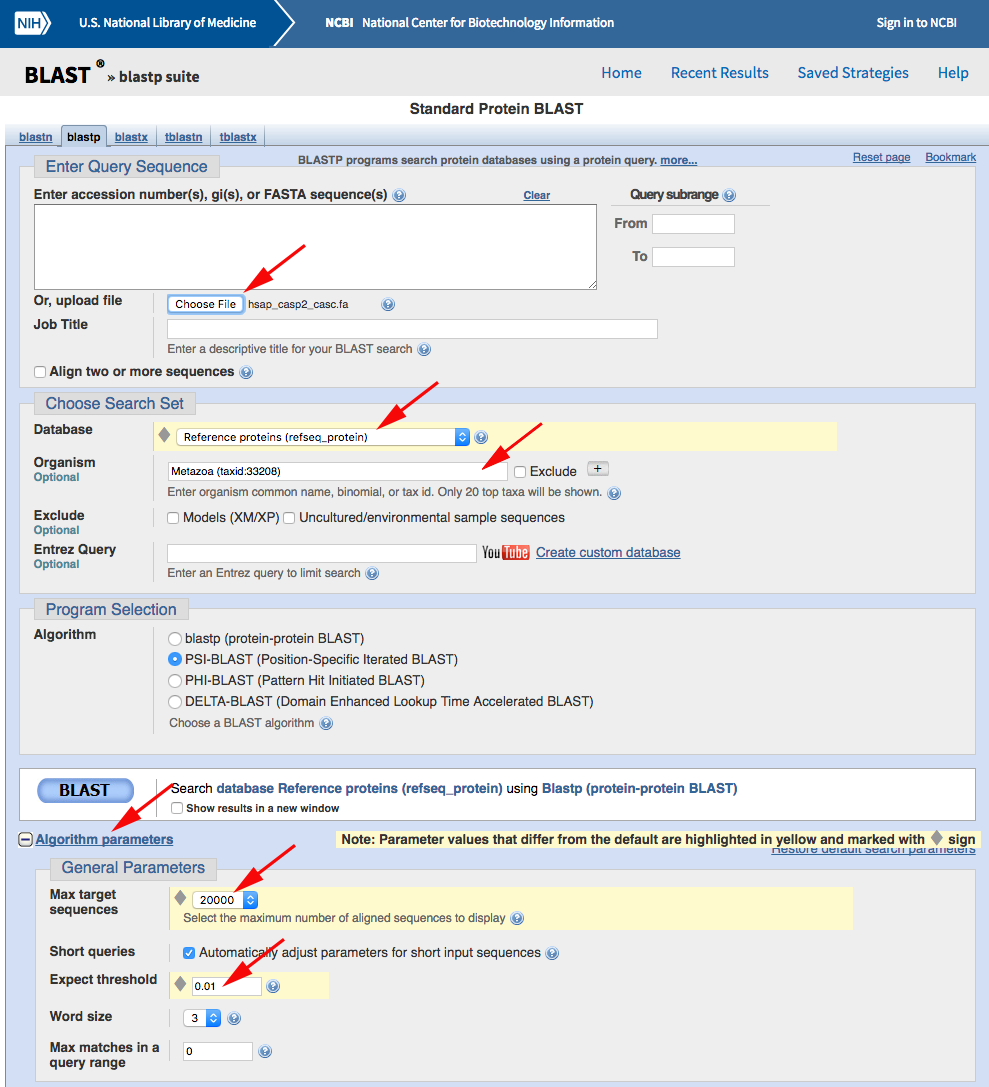 NIH U.S. National Library of Medicine NCBI National Center for Biotechnology Information Sign in to NCBI
BLAST ® » blastp suite Home Recent Results Saved Strategies Help
Standard Protein BLAST
blastn blastp blastx tblastn tblastx
Enter Query Sequence BLASTP programs search protein databases using a protein query. more... Reset page Bookmark
Enter accession number(s), gi(s), or FASTA sequence(s) ? Clear Query subrange ?
From
To
Or, upload file Choose File hsap_casp2_casc.fa ?
Job Title
Enter a descriptive title for your BLAST search ?
Align two or more sequences ?
Choose Search Set
Database Reference proteins (refseq_protein) ?
Organism
Optional
Metazoa (taxid:33208) Exclude +
Enter organism common name, binomial, or tax id. Only 20 top taxa will be shown. ?
Exclude
Optional
Models (XM/XP) Uncultured/environmental sample sequences
Entrez Query
Optional
YouTube Create custom database
Enter an Entrez query to limit search ?
Program Selection
Algorithm
blastp (protein-protein BLAST)
PSI-BLAST (Position-Specific Iterated BLAST)
PHI-BLAST (Pattern Hit Initiated BLAST)
DELTA-BLAST (Domain Enhanced Lookup Time Accelerated BLAST)
Choose a BLAST algorithm ?
BLAST Search database Reference proteins (refseq_protein) using Blastp (protein-protein BLAST)
Show results in a new window
Algorithm parameters Note: Parameter values that differ from the default are highlighted in yellow and marked with ♦ sign
Restore default search parameters
General Parameters
Max target
sequences
20000
Select the maximum number of aligned sequences to display ?
Short queries Automatically adjust parameters for short input sequences ?
Expect threshold 0.01 ?
Word size 3 ?
Max matches in a
query range
0 ?